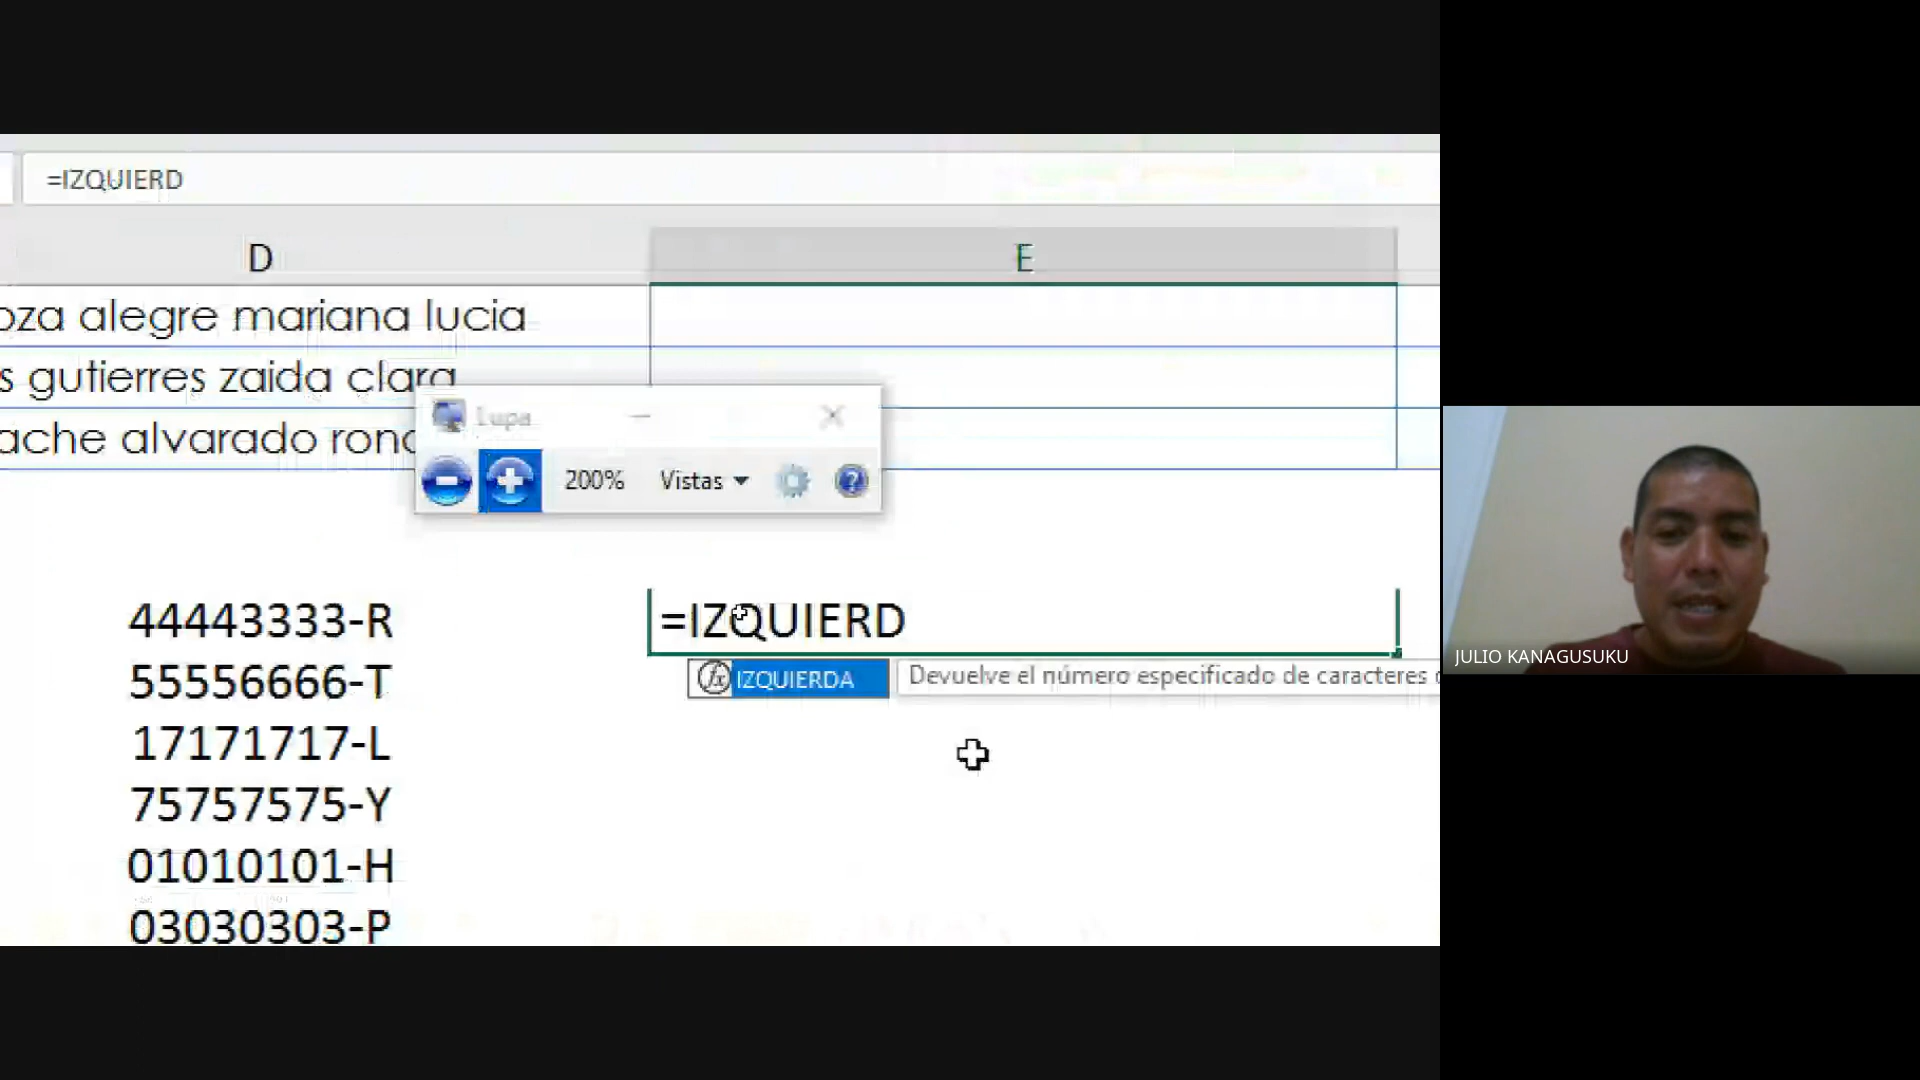 =IZQUIERD
D
E
oza alegre mariana lucia
s gutierres zaida clara
ache alvarado rond
Lupa
200%
Vistas
44443333-R
=IZQUIERD
IZQUIERDA
Devuelve el número especificado de caracteres
55556666-T
17171717-L
75757575-Y
01010101-H
03030303-P
JULIO KANAGUSUKU